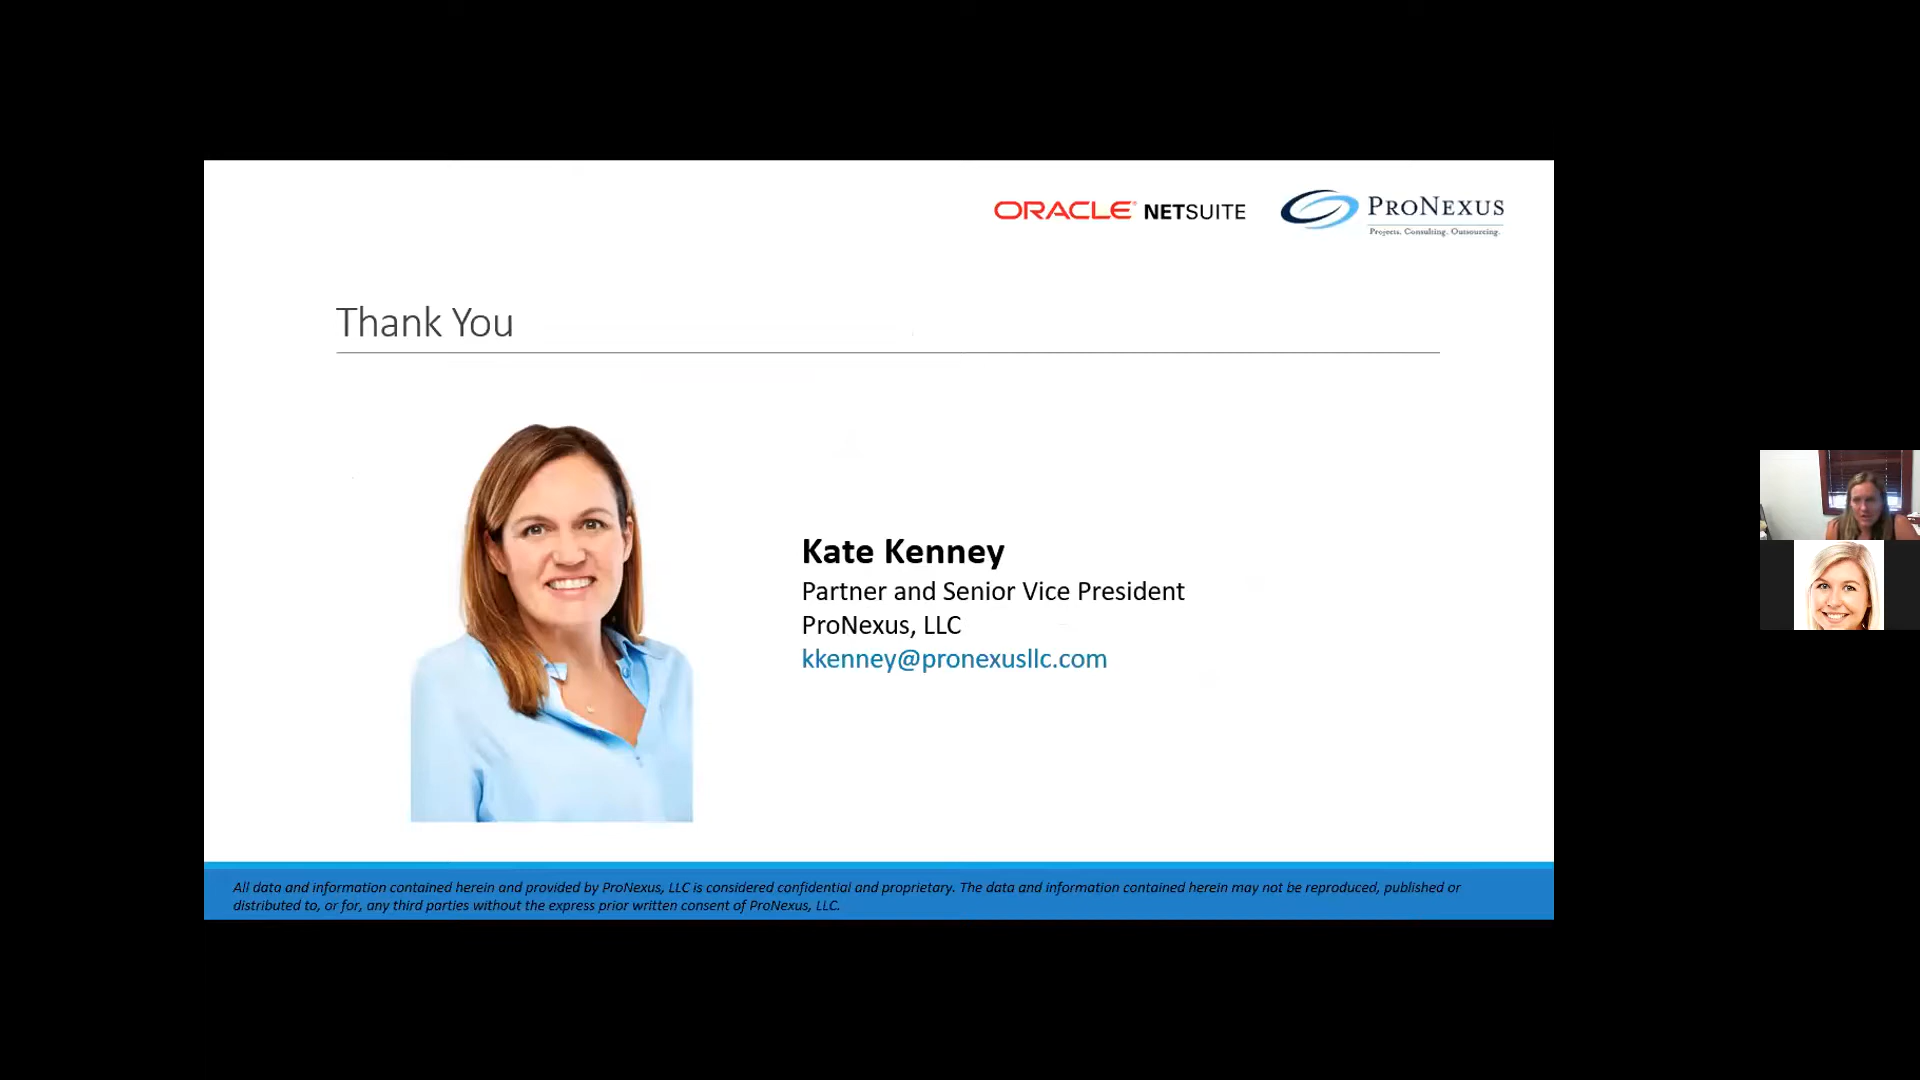 ORACLE NETSUITE
PRONEXUS
Projects. Consulting. Outsourcing.
Thank You
Kate Kenney
Partner and Senior Vice President
ProNexus, LLC
kkenney@pronexusllc.com
All data and information contained herein and provided by ProNexus, LLC is considered confidential and proprietary. The data and information contained herein may not be reproduced, published or
distributed to, or for, any third parties without the express prior written consent of ProNexus, LLC.